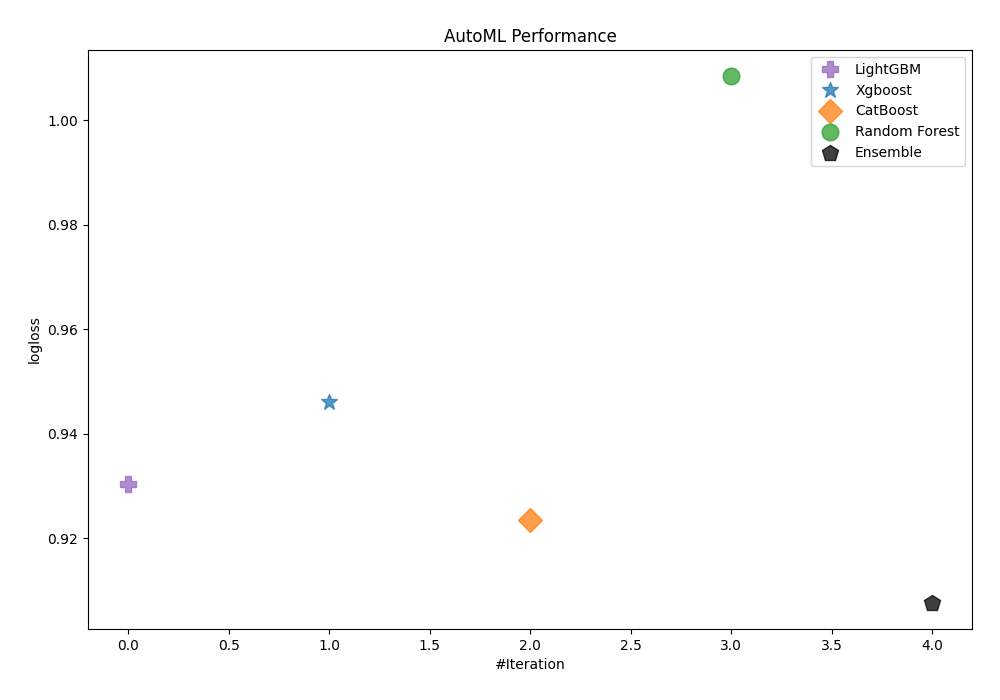 AutoML Performance
LightGBM
Xgboost
CatBoost
Random Forest
Ensemble
logloss
1.00
0.98
0.96
0.94
0.92
0.0 0.5 1.0 1.5 2.0 2.5 3.0 3.5 4.0
#Iteration